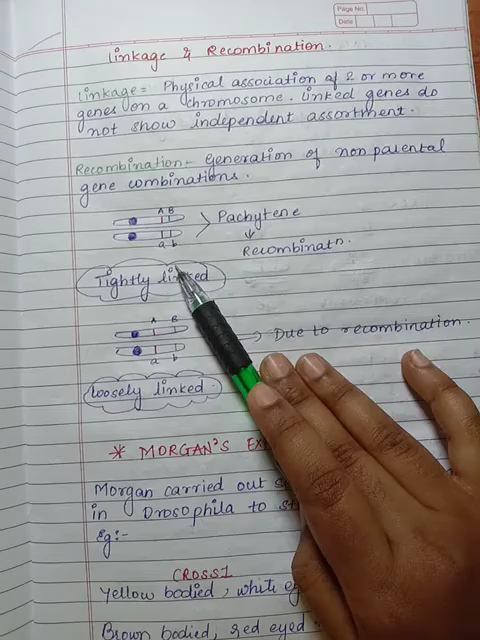 Page No.
Date
Linkage & Recombination.
Linkage = Physical association of 2 or more
genes on a chromosome. Linked genes do
not show independent assortment.
Recombination - Generation of non parental
gene combinations.
A B
a b
Pachytene
↓
Recombinatn.
Tightly linked
A B
a b
Due to recombination.
Loosely linked
* MORGAN'S
Morgan carried out
in Drosophila to
Eg:-
CROSS 1
Yellow bodied, white
Brown bodied, red eyed